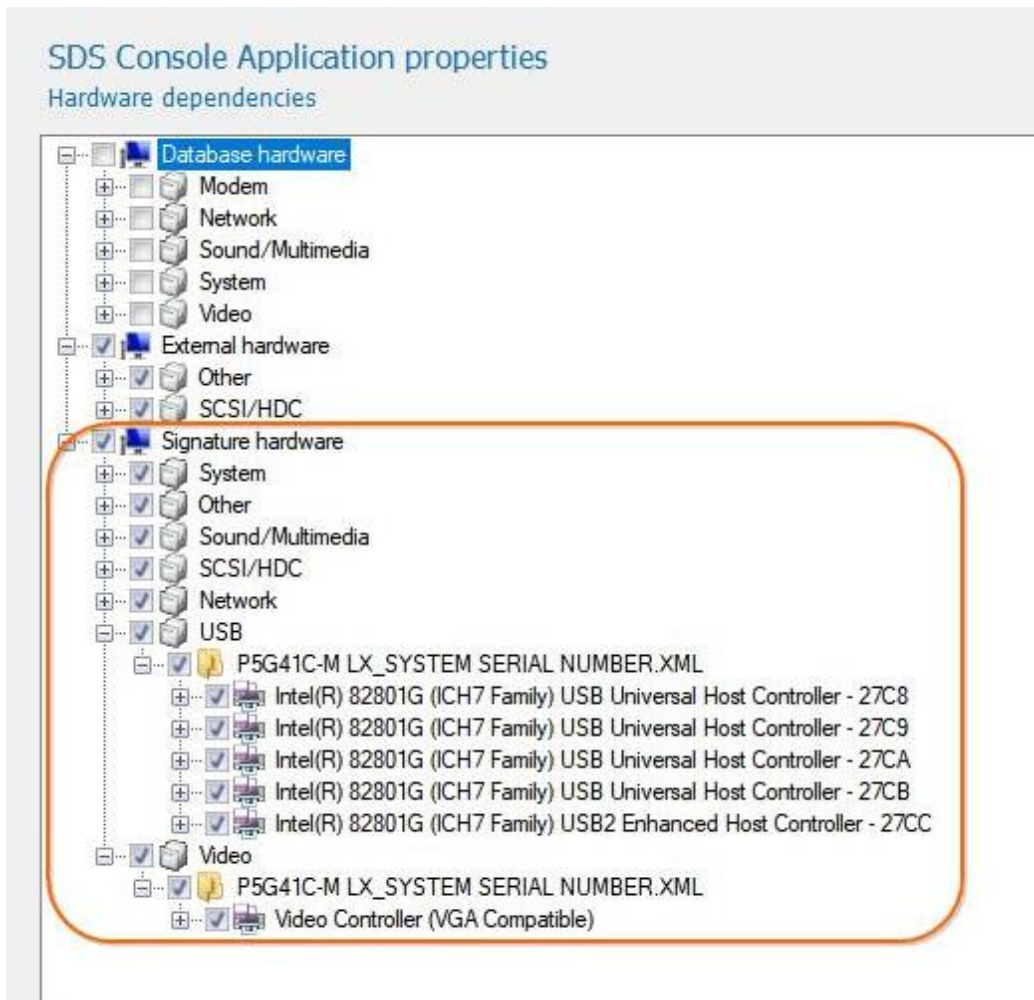 SDS Console Application properties
Hardware dependencies
Database hardware
Modem
Network
Sound/Multimedia
System
Video
External hardware
Other
SCSI/HDC
Signature hardware
System
Other
Sound/Multimedia
SCSI/HDC
Network
USB
P5G41C-M LX_SYSTEM SERIAL NUMBER.XML
Intel(R) 82801G (ICH7 Family) USB Universal Host Controller - 27C8
Intel(R) 82801G (ICH7 Family) USB Universal Host Controller - 27C9
Intel(R) 82801G (ICH7 Family) USB Universal Host Controller - 27CA
Intel(R) 82801G (ICH7 Family) USB Universal Host Controller - 27CB
Intel(R) 82801G (ICH7 Family) USB2 Enhanced Host Controller - 27CC
Video
P5G41C-M LX_SYSTEM SERIAL NUMBER.XML
Video Controller (VGA Compatible)